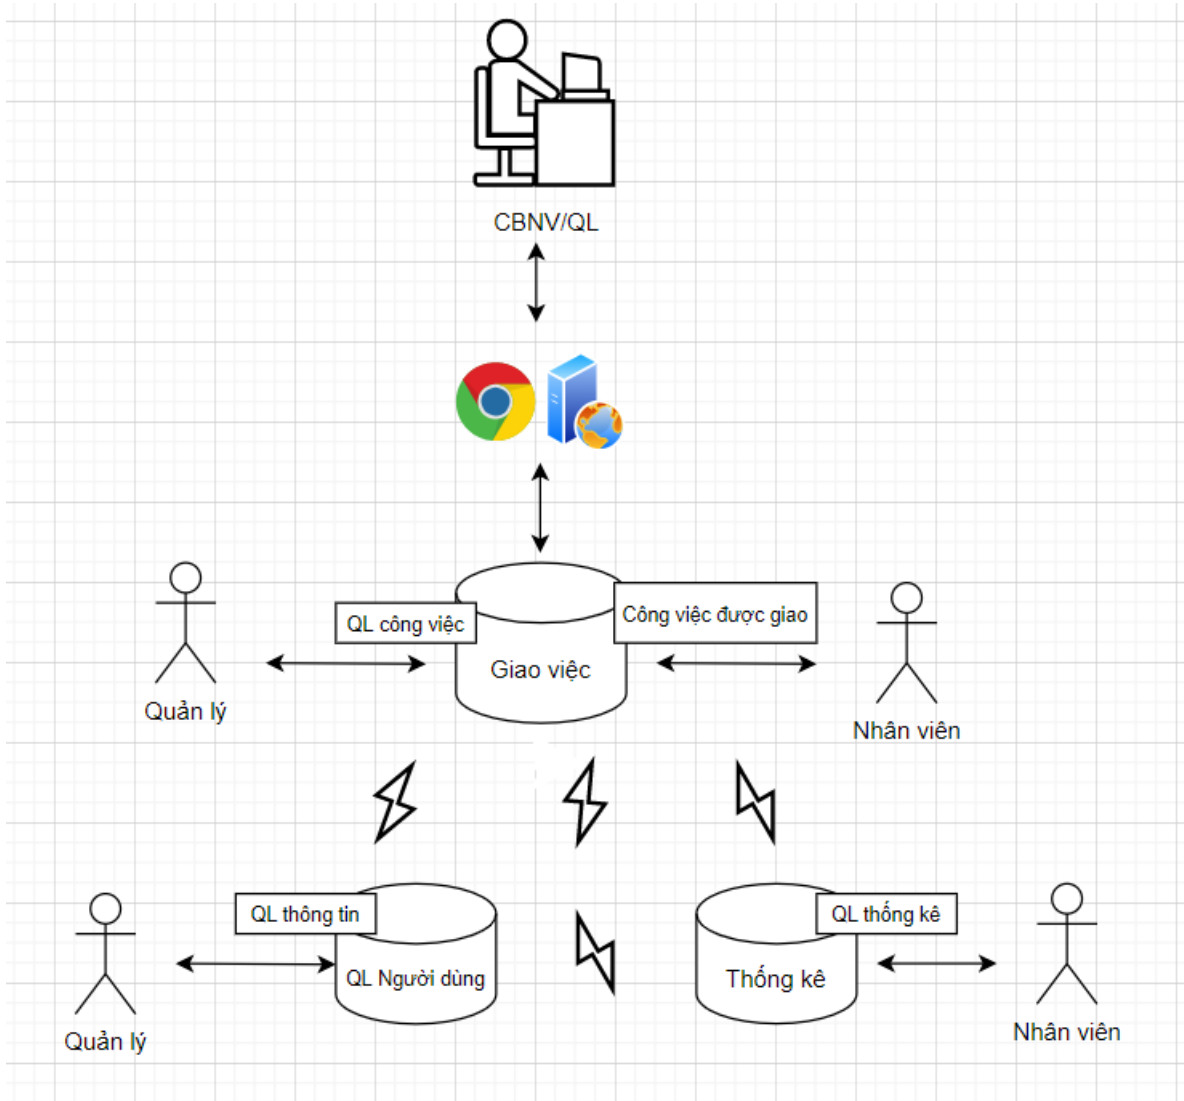 CBNV/QL
QL công việc
Công việc được giao
Giao việc
Quản lý
Nhân viên
QL thông tin
QL thống kê
QL Người dùng
Thống kê
Quản lý
Nhân viên